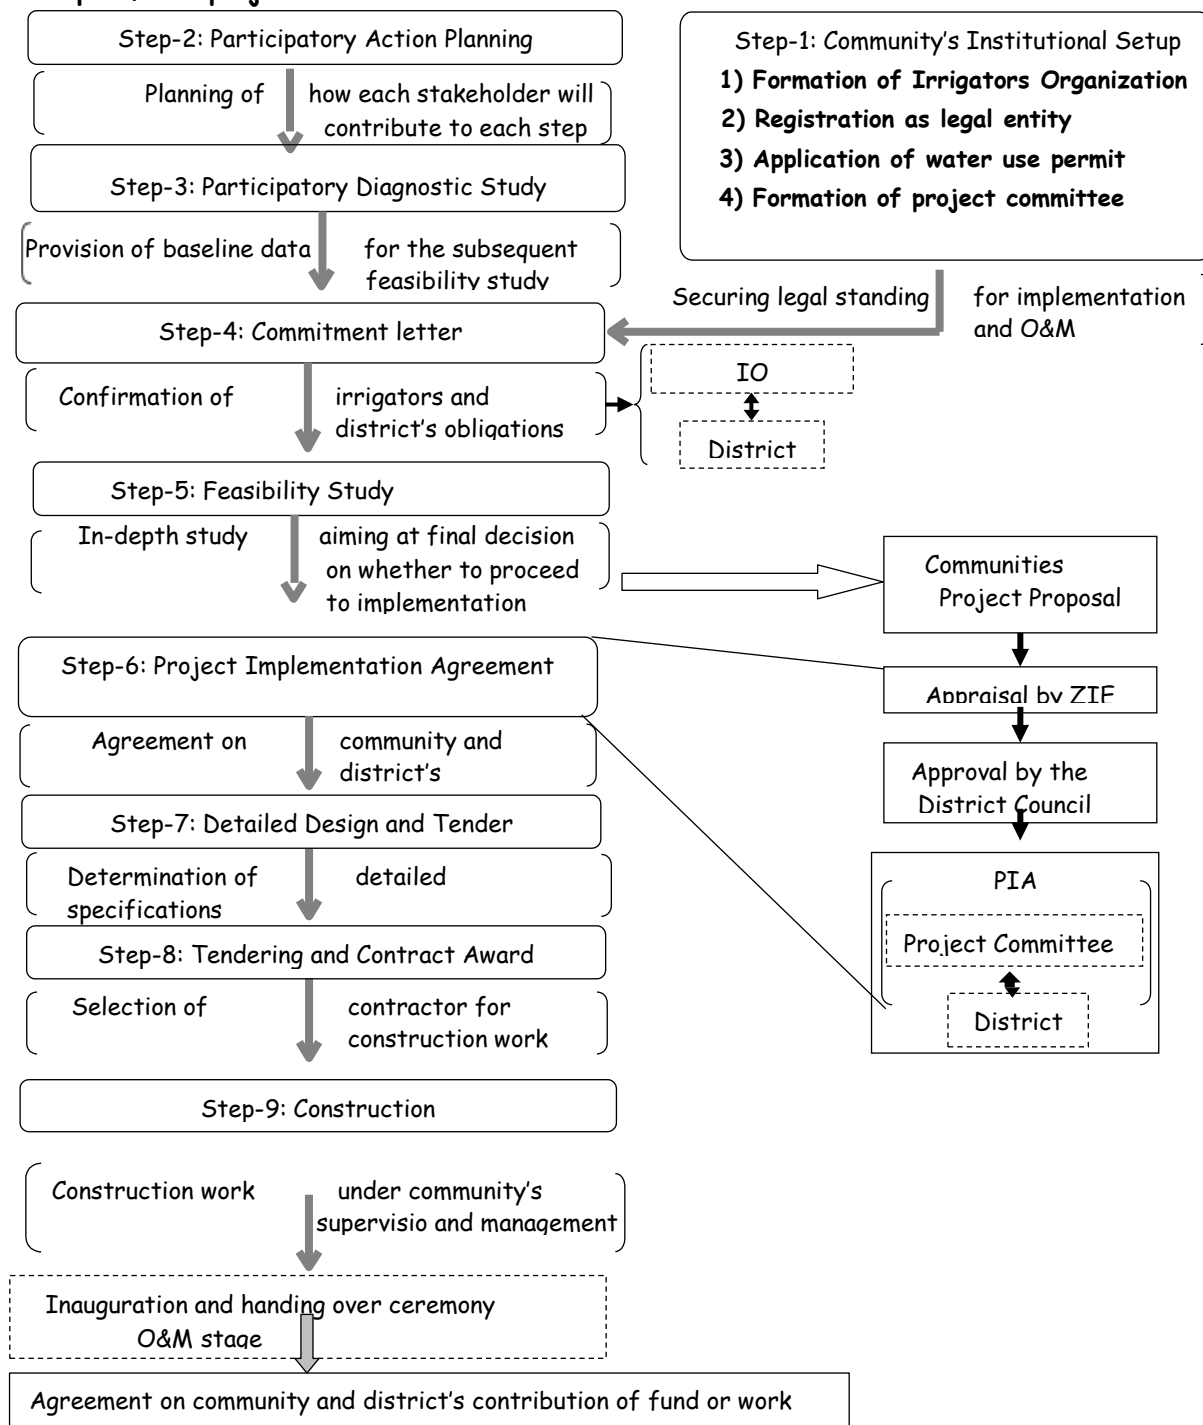 Step-2: Participatory Action Planning
Planning of how each stakeholder will
contribute to each step
Step-3: Participatory Diagnostic Study
Provision of baseline data for the subsequent
feasibility study
Step-1: Community's Institutional Setup
1) Formation of Irrigators Organization
2) Registration as legal entity
3) Application of water use permit
4) Formation of project committee
Securing legal standing for implementation
and O&M
Step-4: Commitment letter
Confirmation of irrigators and
district's obligations
IO
District
Step-5: Feasibility Study
In-depth study aiming at final decision
on whether to proceed
to implementation
Communities
Project Proposal
Appraisal by ZIE
Approval by the
District Council
PIA
Project Committee
District
Step-6: Project Implementation Agreement
Agreement on community and
district's
Step-7: Detailed Design and Tender
Determination of detailed
specifications
Step-8: Tendering and Contract Award
Selection of contractor for
construction work
Step-9: Construction
Construction work under community's
supervisio and management
Inauguration and handing over ceremony
O&M stage
Agreement on community and district's contribution of fund or work